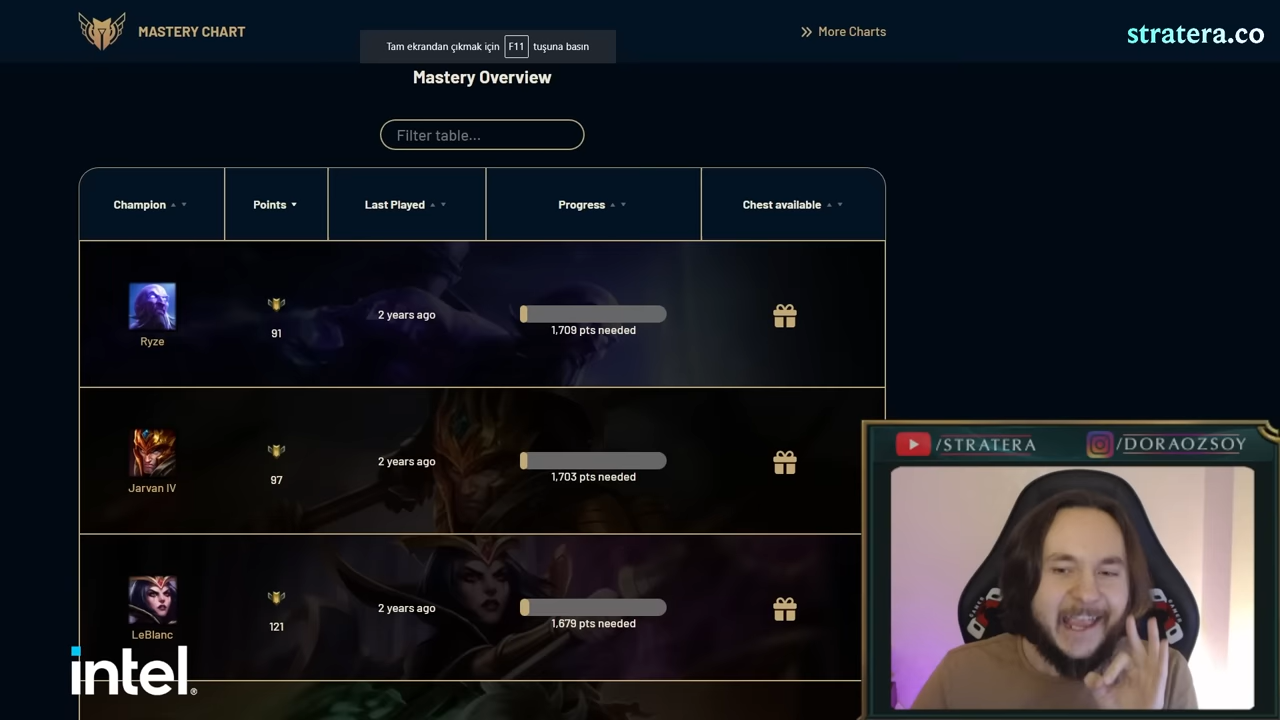 MASTERY CHART
Tam ekrandan çıkmak için F11 tuşuna basın
More Charts
stratera.co
Mastery Overview
Filter table...
Champion
Points
Last Played
Progress
Chest available
Ryze
91
2 years ago
1,709 pts needed
Jarvan IV
97
2 years ago
1,703 pts needed
LeBlanc
121
2 years ago
1,679 pts needed
/STRATERA
/DORAOZSOY
intel®